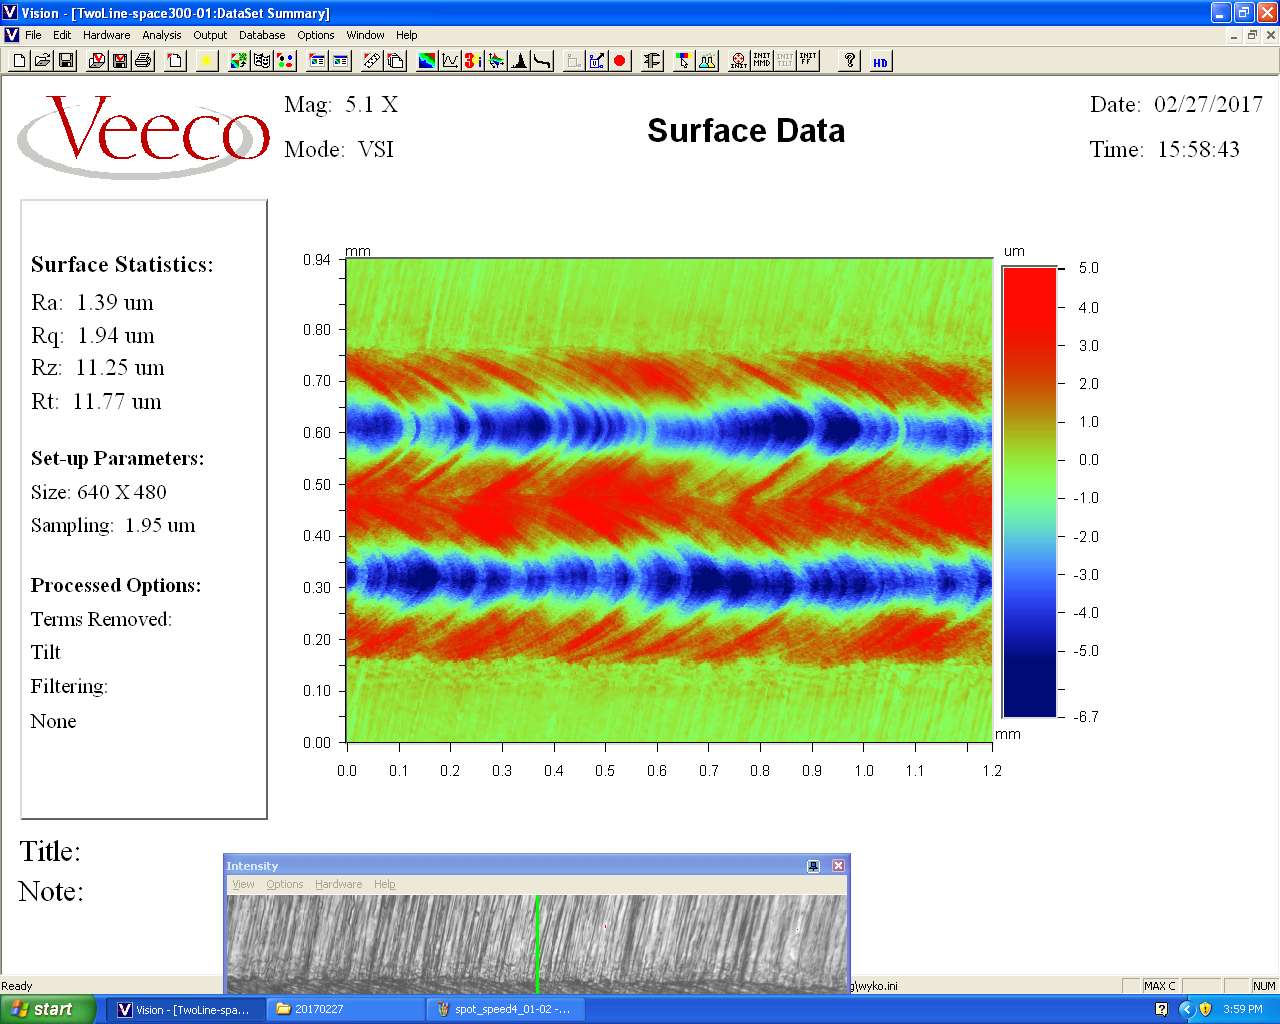 Vision - [TwoLine-space300-01:DataSet Summary]
File Edit Hardware Analysis Output Database Options Window Help
INIT INIT MMD INIT TILT INIT FF ? HD
Veeco
Mag: 5.1 X
Mode: VSI
Surface Data
Date: 02/27/2017
Time: 15:58:43
Surface Statistics:
Ra: 1.39 um
Rq: 1.94 um
Rz: 11.25 um
Rt: 11.77 um
Set-up Parameters:
Size: 640 X 480
Sampling: 1.95 um
Processed Options:
Terms Removed:
Tilt
Filtering:
None
mm
0.94
0.80
0.70
0.60
0.50
0.40
0.30
0.20
0.10
0.00
0.0 0.1 0.2 0.3 0.4 0.5 0.6 0.7 0.8 0.9 1.0 1.1 1.2
mm
um
5.0
4.0
3.0
2.0
1.0
0.0
-1.0
-2.0
-3.0
-4.0
-5.0
-6.7
Title:
Note:
Intensity
View Options Hardware Help
Ready
g\wyko.ini
MAX C NUM
start
Vision - [TwoLine-spa...
20170227
spot_speed4_01-02 -...
3:59 PM